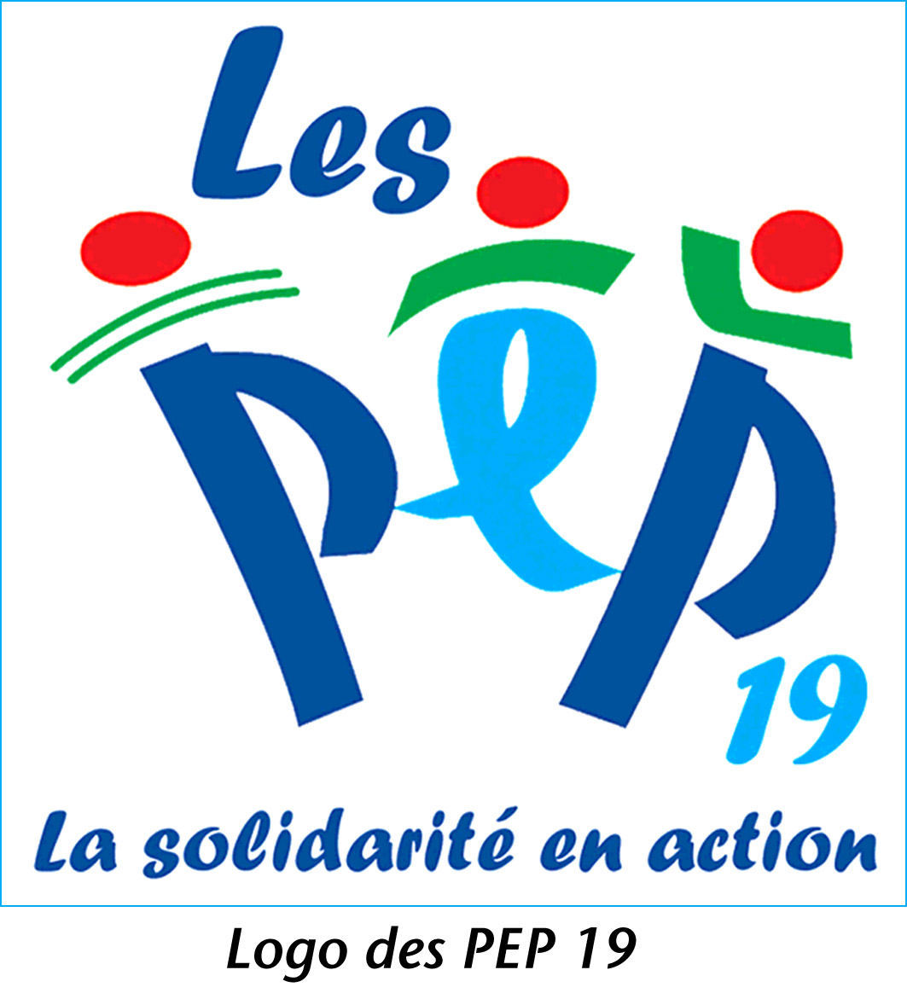 Les
PeP
19
La solidarité en action
Logo des PEP 19